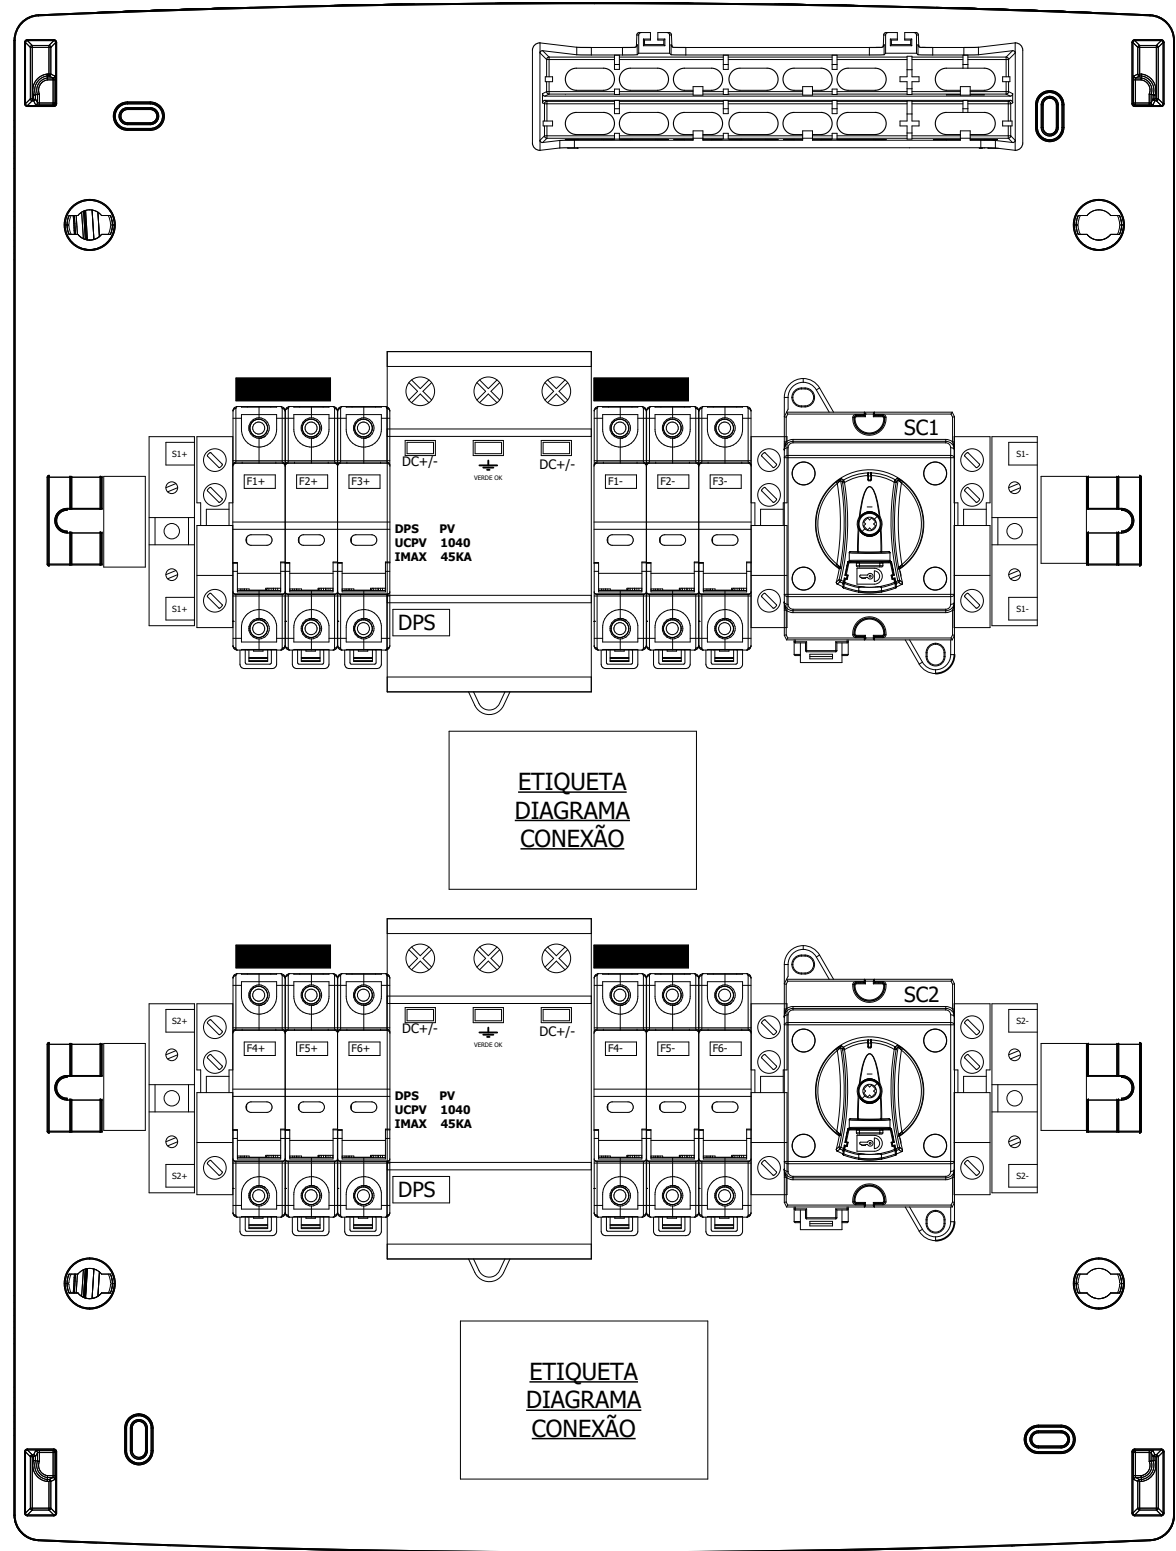 SC1
S1+
F1+ F2+ F3+
DC+/- DC+/-
VERDE OK
F1- F2- F3-
S1-
DPS PV
UCPV 1040
IMAX 45KA
S1+
DPS
S1-
ETIQUETA
DIAGRAMA
CONEXÃO
SC2
S2+
F4+ F5+ F6+
DC+/- DC+/-
VERDE OK
F4- F5- F6-
S2-
DPS PV
UCPV 1040
IMAX 45KA
S2+
DPS
S2-
ETIQUETA
DIAGRAMA
CONEXÃO